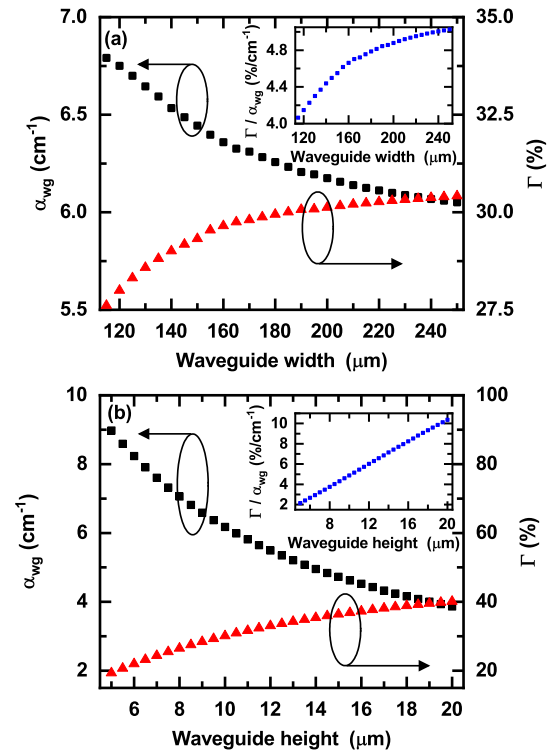 (a)
7.0
6.5
6.0
5.5
α_wg (cm⁻¹)
35.0
32.5
30.0
27.5
Γ (%)
120 140 160 180 200 220 240
Waveguide width (μm)
4.8
4.4
4.0
Γ / α_wg (%/cm⁻¹)
120 160 200 240
Waveguide width (μm)
(b)
10
8
6
4
2
α_wg (cm⁻¹)
100
80
60
40
20
Γ (%)
6 8 10 12 14 16 18 20
Waveguide height (μm)
10
8
6
4
2
Γ / α_wg (%/cm⁻¹)
8 12 16 20
Waveguide height (μm)